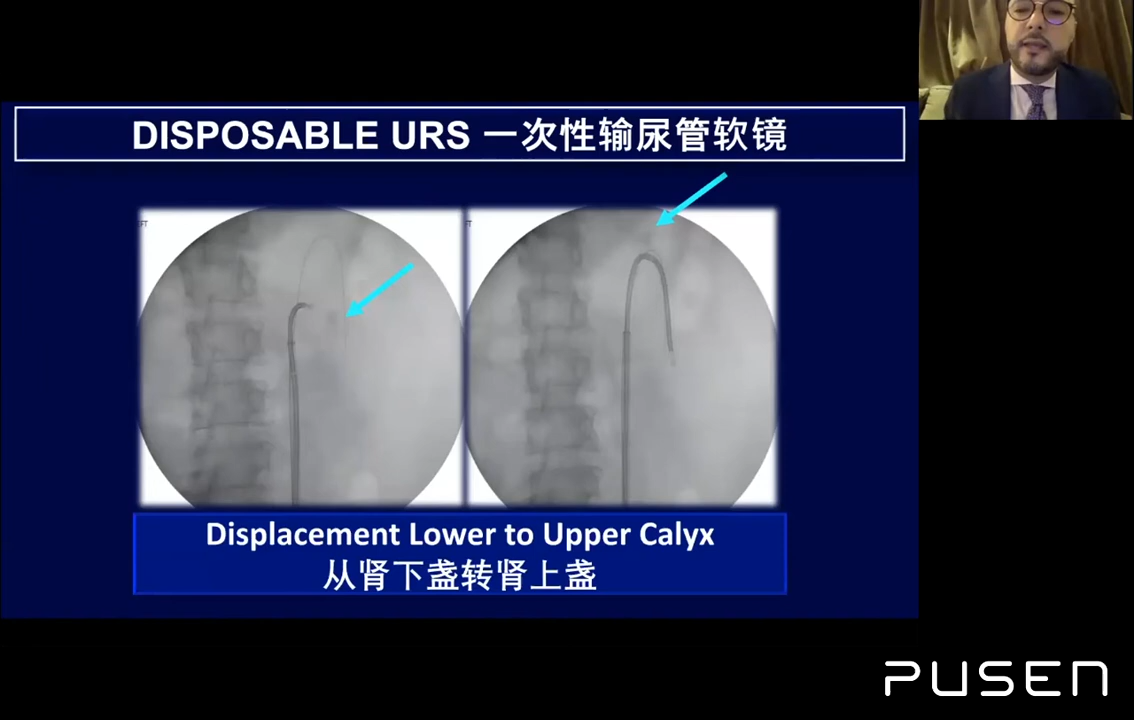 DISPOSABLE URS 一次性输尿管软镜
Displacement Lower to Upper Calyx
从肾下盏转肾上盏
PUSEN